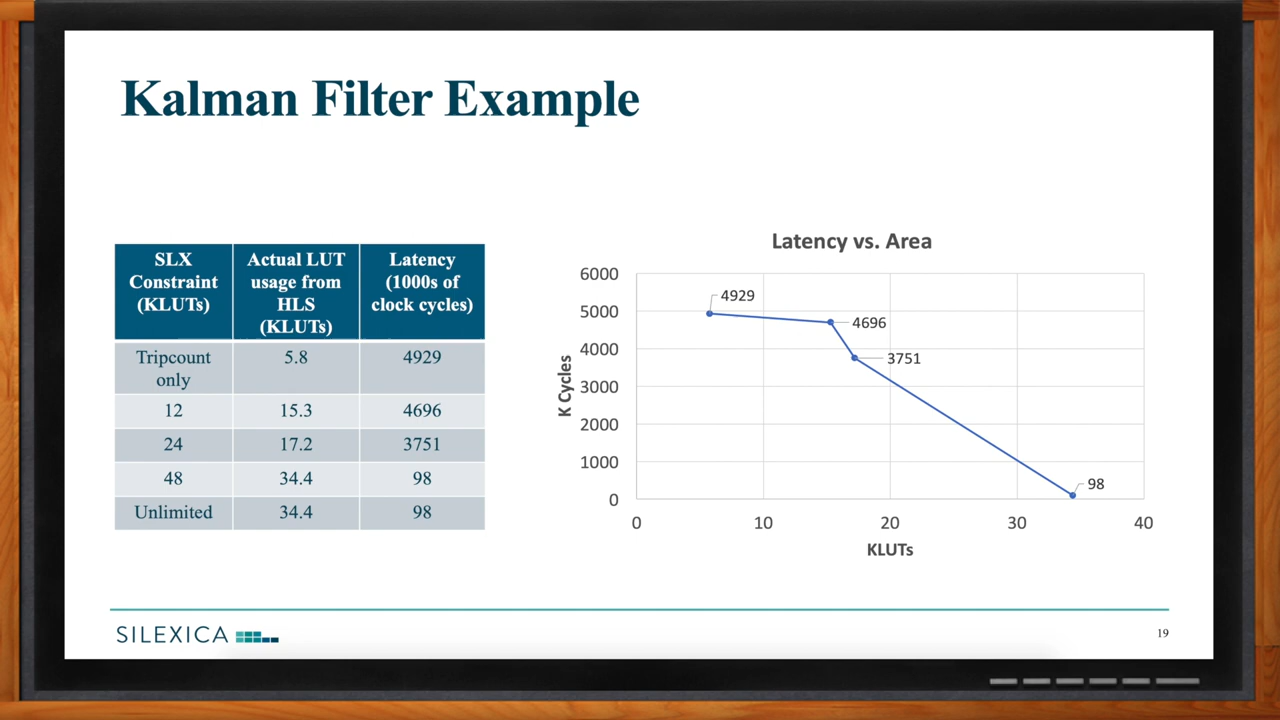 Kalman Filter Example
SLX
Constraint
(KLUTs)
Actual LUT
usage from
HLS
(KLUTs)
Latency
(1000s of
clock cycles)
Tripcount
only
5.8
4929
12
15.3
4696
24
17.2
3751
48
34.4
98
Unlimited
34.4
98
Latency vs. Area
K Cycles
6000
5000
4000
3000
2000
1000
0
4929
4696
3751
98
0
10
20
30
40
KLUTs
SILEXICA
19